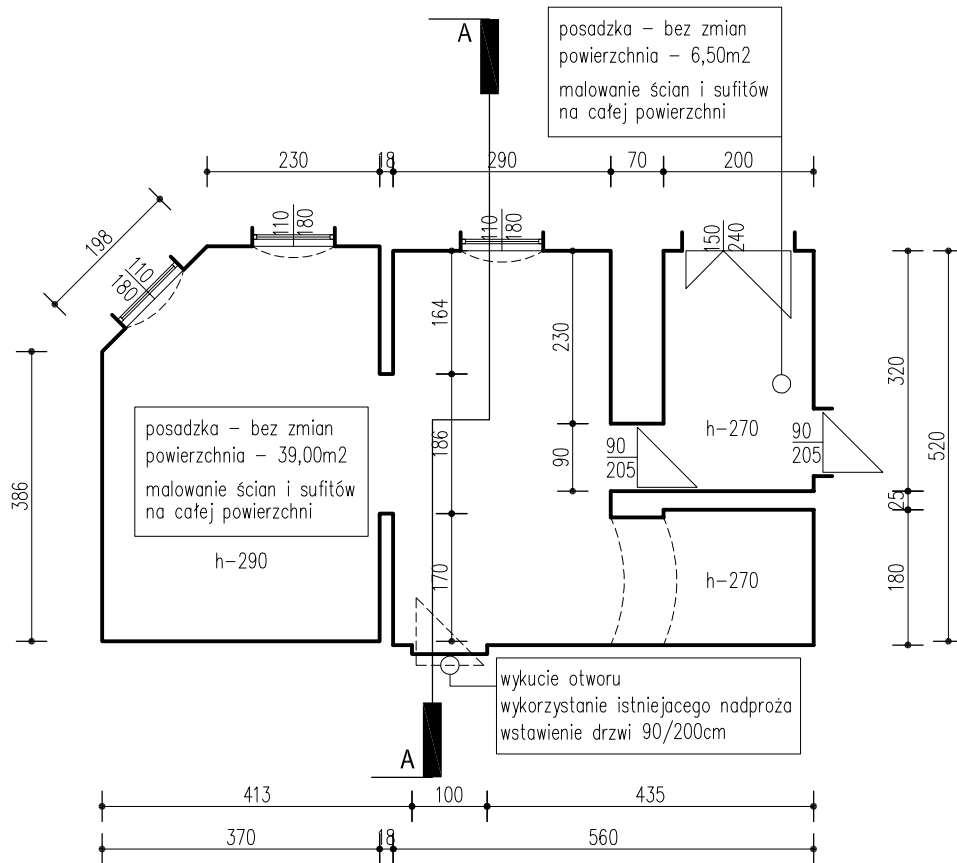 A
posadzka – bez zmian
powierzchnia – 6,50m2
malowanie ścian i sufitów
na całej powierzchni
230
18
290
70
200
198
110
180
110
180
110
180
150
240
164
230
320
520
386
186
90
posadzka – bez zmian
powierzchnia – 39,00m2
malowanie ścian i sufitów
na całej powierzchni
h–290
90
205
h–270
90
205
25
170
h–270
180
wykucie otworu
wykorzystanie istniejacego nadproża
wstawienie drzwi 90/200cm
A
413
100
435
370
18
560